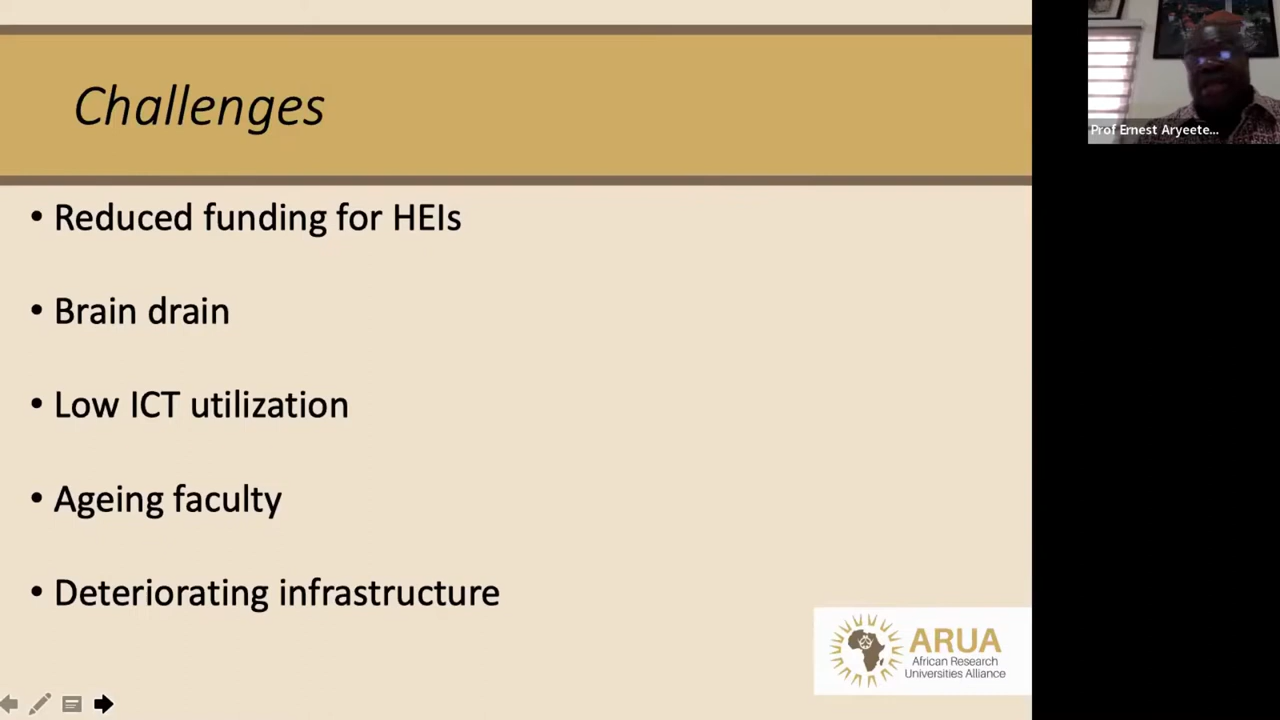 Challenges
• Reduced funding for HEIs
• Brain drain
• Low ICT utilization
• Ageing faculty
• Deteriorating infrastructure
ARUA
African Research
Universities Alliance
Prof Ernest Aryeete...